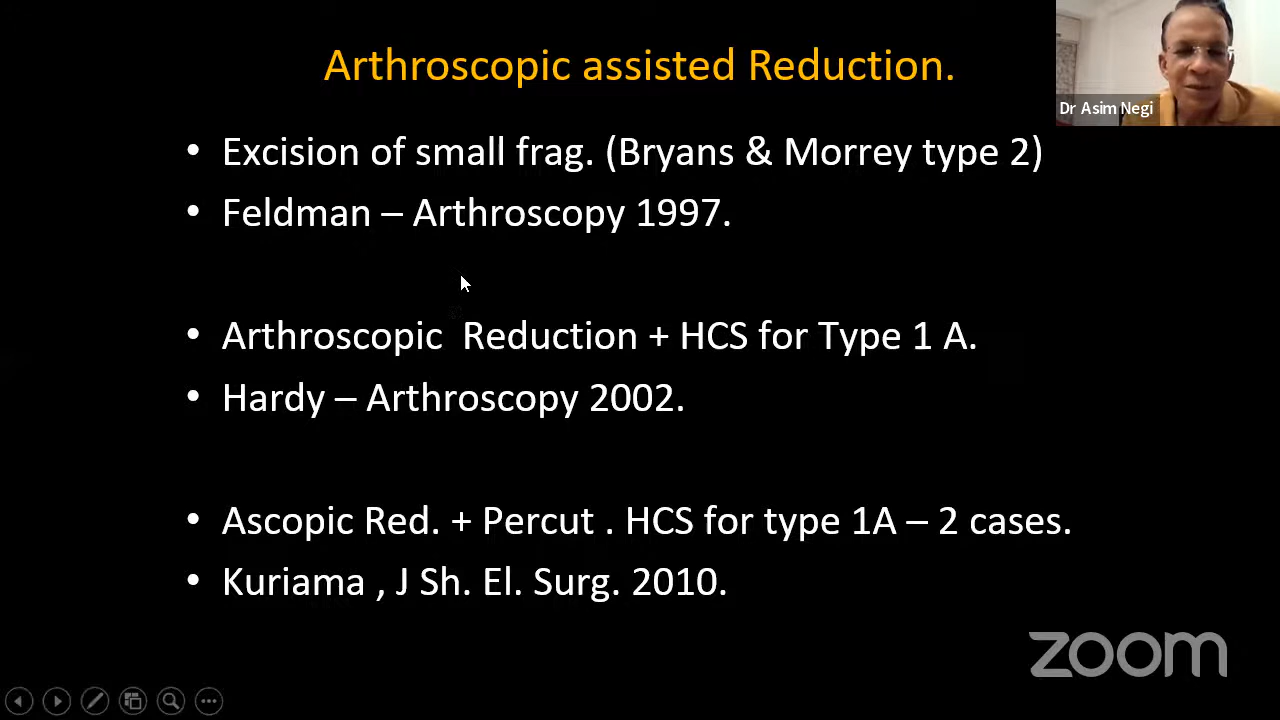 Arthroscopic assisted Reduction.
Dr Asim Negi
• Excision of small frag. (Bryans & Morrey type 2)
• Feldman – Arthroscopy 1997.
• Arthroscopic Reduction + HCS for Type 1 A.
• Hardy – Arthroscopy 2002.
• Ascopic Red. + Percut . HCS for type 1A – 2 cases.
• Kuriama , J Sh. El. Surg. 2010.
zoom